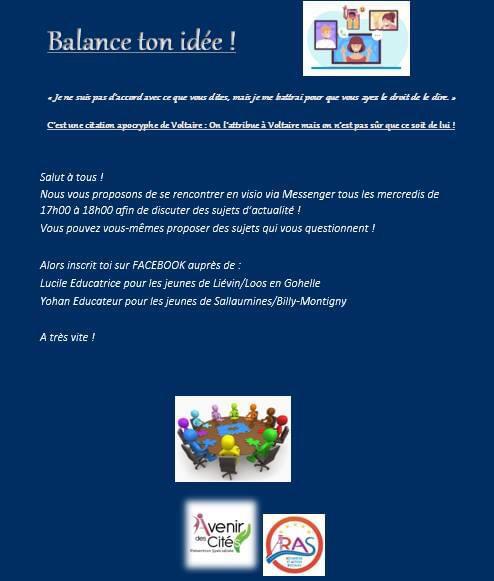 Balance ton idée !
« Je ne suis pas d'accord avec ce que vous dites, mais je me battrai pour que vous ayez le droit de le dire. »
C'est une citation apocryphe de Voltaire : On l'attribue à Voltaire mais on n'est pas sûr que ce soit de lui !
Salut à tous !
Nous vous proposons de se rencontrer en visio via Messenger tous les mercredis de
17h00 à 18h00 afin de discuter des sujets d'actualité !
Vous pouvez vous-mêmes proposer des sujets qui vous questionnent !
Alors inscrit toi sur FACEBOOK auprès de :
Lucile Educatrice pour les jeunes de Liévin/Loos en Gohelle
Yohan Educateur pour les jeunes de Sallaumines/Billy-Montigny
A très vite !
Avenir
des Cités
Prévention Spécialisée
ARAS